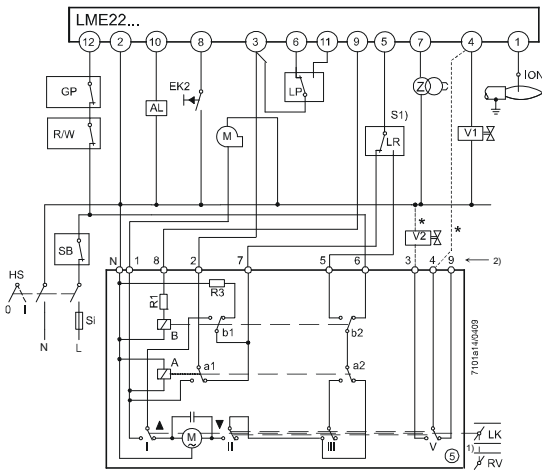 LME22...
12 2 10 8 3 6 11 9 5 7 4 1
ION
GP
EK2
LP
Z
AL
S1)
R/W
M
LR
V1
*
*
V2
SB
N 1 8 2 7 5 6 3 4 9
2)
HS
0 I
R1
R3
Si
B
b1
b2
N L
A
a1
a2
7101a14/0409
I
M
II
III
V
LK
5
1)
RV